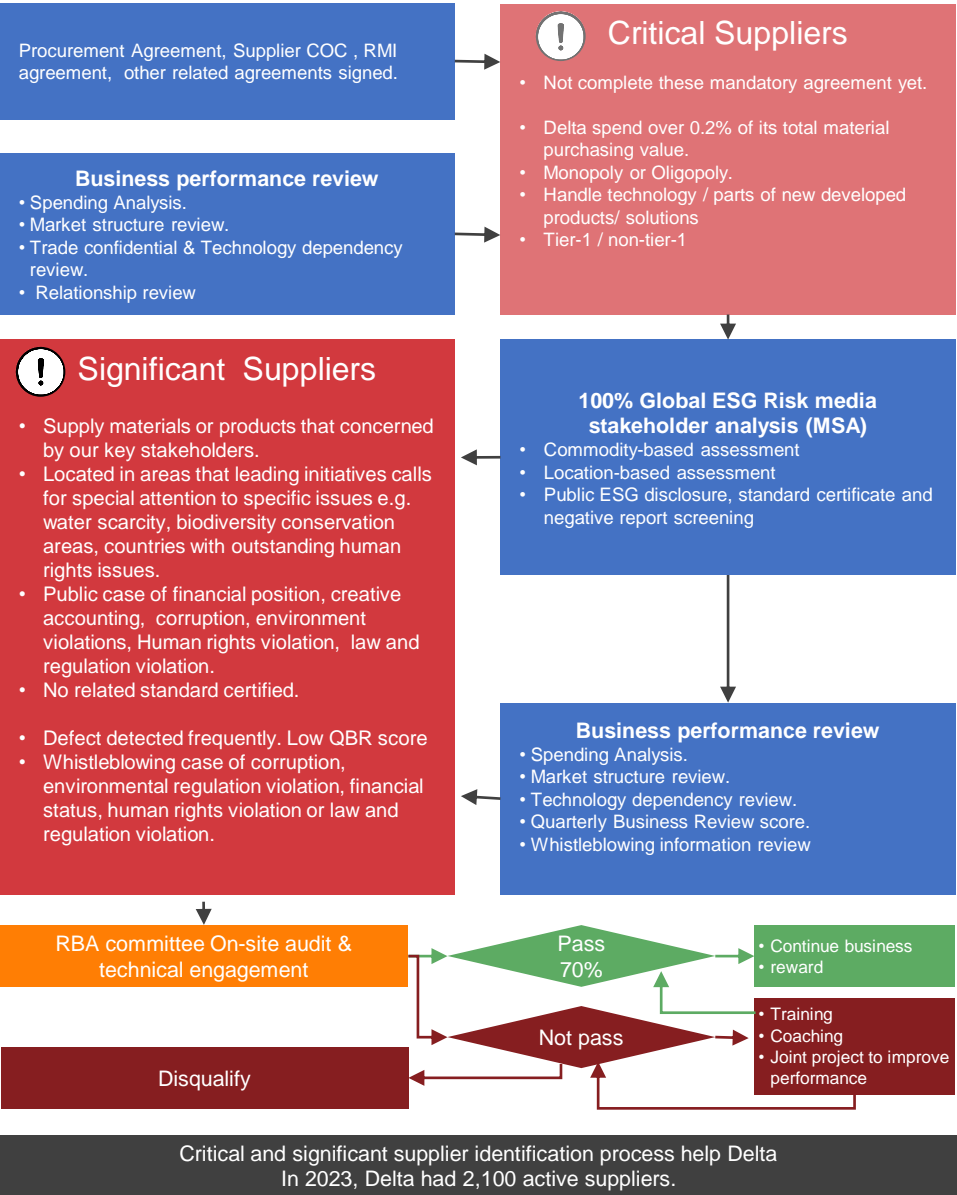 Procurement Agreement, Supplier COC , RMI
agreement, other related agreements signed.
! Critical Suppliers
• Not complete these mandatory agreement yet.
• Delta spend over 0.2% of its total material
purchasing value.
• Monopoly or Oligopoly.
• Handle technology / parts of new developed
products/ solutions
• Tier-1 / non-tier-1
Business performance review
• Spending Analysis.
• Market structure review.
• Trade confidential & Technology dependency
review.
• Relationship review
! Significant Suppliers
• Supply materials or products that concerned
by our key stakeholders.
• Located in areas that leading initiatives calls
for special attention to specific issues e.g.
water scarcity, biodiversity conservation
areas, countries with outstanding human
rights issues.
• Public case of financial position, creative
accounting, corruption, environment
violations, Human rights violation, law and
regulation violation.
• No related standard certified.
• Defect detected frequently. Low QBR score
• Whistleblowing case of corruption,
environmental regulation violation, financial
status, human rights violation or law and
regulation violation.
100% Global ESG Risk media
stakeholder analysis (MSA)
• Commodity-based assessment
• Location-based assessment
• Public ESG disclosure, standard certificate and
negative report screening
Business performance review
• Spending Analysis.
• Market structure review.
• Technology dependency review.
• Quarterly Business Review score.
• Whistleblowing information review
RBA committee On-site audit &
technical engagement
Pass
70%
• Continue business
• reward
Not pass
• Training
• Coaching
• Joint project to improve
performance
Disqualify
Critical and significant supplier identification process help Delta
In 2023, Delta had 2,100 active suppliers.